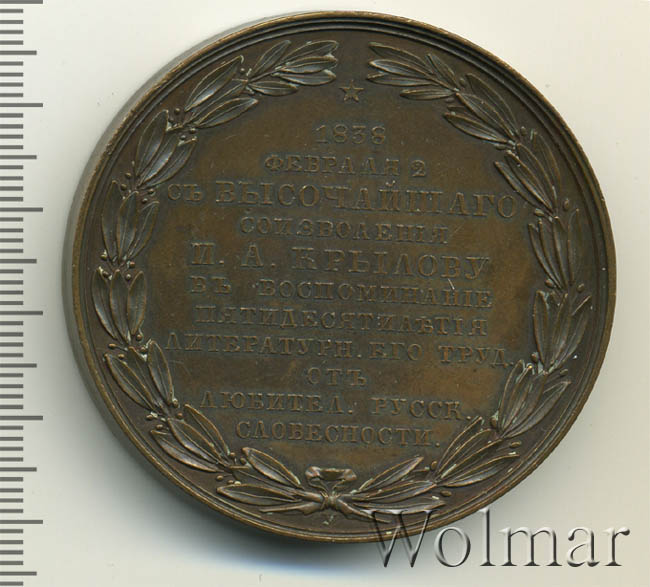 1838
ФЕВРАЛЯ 2
СЪ ВЫСОЧАЙШАГО
СОИЗВОЛЕНІЯ
И. А. КРЫЛОВУ
ВЪ ВОСПОМИНАНІЕ
ПЯТИДЕСЯТИЛѢТІЯ
ЛИТЕРАТУРН. ЕГО ТРУД.
ОТЪ
ЛЮБИТЕЛ. РУССК.
СЛОВЕСНОСТИ.
Wolmar